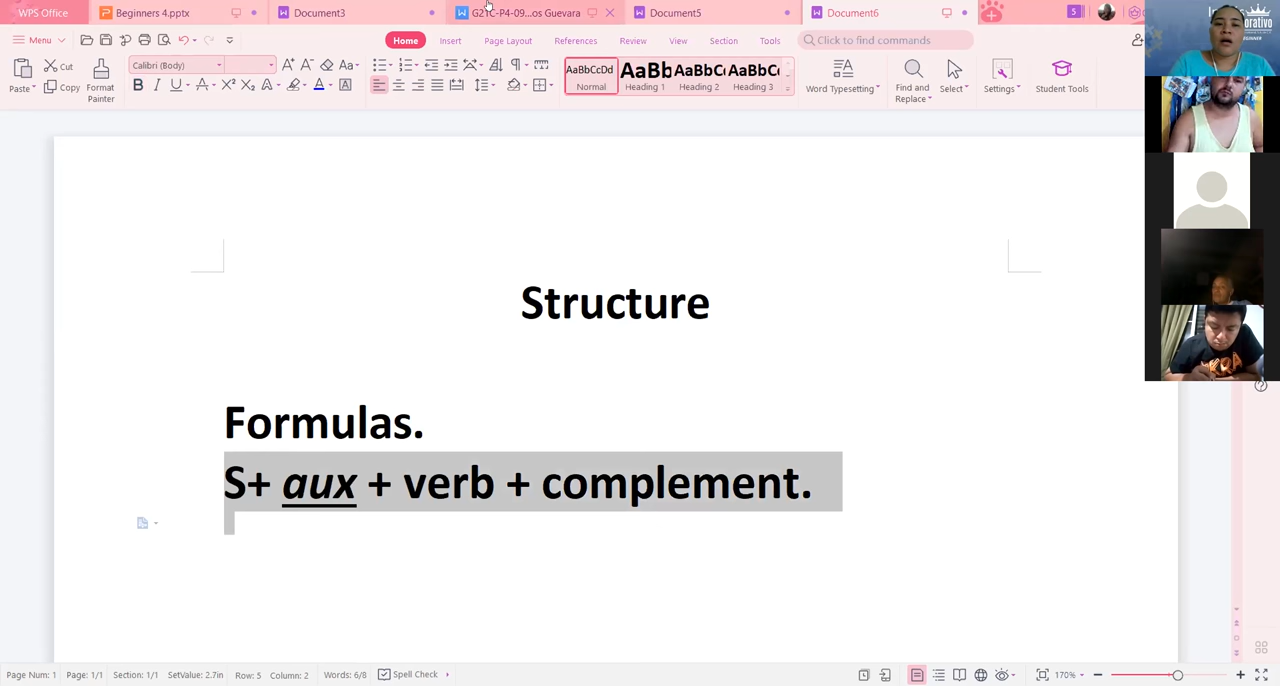 WPS Office Beginners 4.pptx Document3 G21C-P4-09...os Guevara Document5 Document6
Menu Home Insert Page Layout References Review View Section Tools Click to find commands
Paste Cut Copy Format Painter Calibri (Body) AaBbCcDd Normal AaBb Heading 1 AaBbCc Heading 2 AaBbCc Heading 3 Word Typesetting Find and Replace Select Settings Student Tools
Structure
Formulas.
S+ aux + verb + complement.
Page Num: 1 Page: 1/1 Section: 1/1 SetValue: 2.7in Row: 5 Column: 2 Words: 6/8 Spell Check 170%